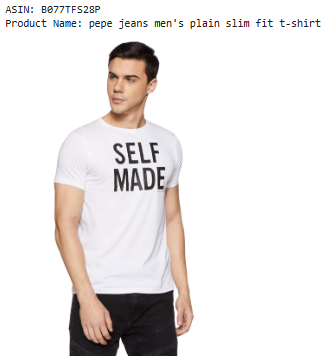 ASIN: B077TFS28P
Product Name: pepe jeans men's plain slim fit t-shirt
SELF
MADE